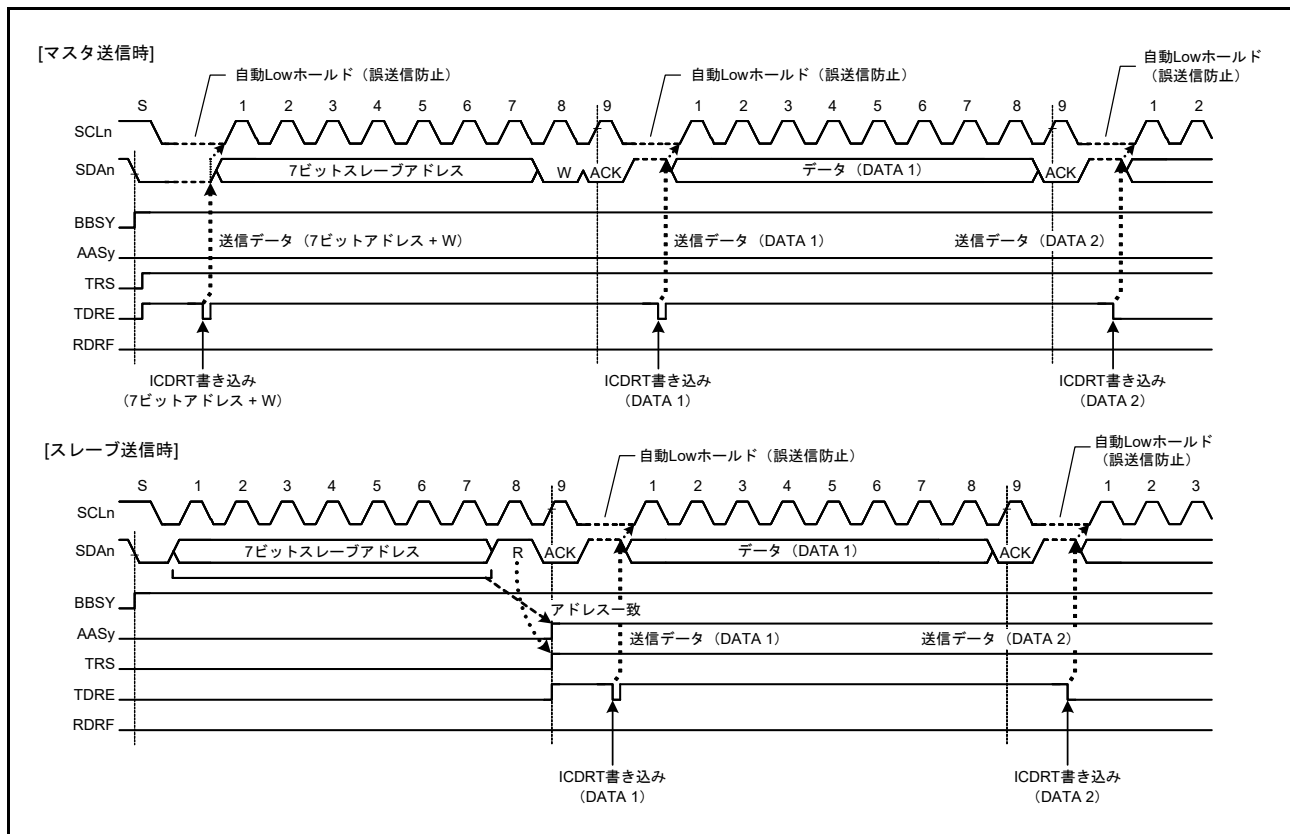 [マスタ送信時]
自動Lowホールド（誤送信防止）
自動Lowホールド（誤送信防止）
自動Lowホールド
（誤送信防止）
S 1 2 3 4 5 6 7 8 9 1 2 3 4 5 6 7 8 9 1 2
SCLn
SDAn 7ビットスレーブアドレス W ACK データ（DATA 1） ACK
BBSY
送信データ（7ビットアドレス + W） 送信データ（DATA 1） 送信データ（DATA 2）
AASy
TRS
TDRE
RDRF
ICDRT書き込み
（7ビットアドレス + W）
ICDRT書き込み
（DATA 1）
ICDRT書き込み
（DATA 2）
[スレーブ送信時]
自動Lowホールド（誤送信防止）
自動Lowホールド
（誤送信防止）
S 1 2 3 4 5 6 7 8 9 1 2 3 4 5 6 7 8 9 1 2 3
SCLn
SDAn 7ビットスレーブアドレス R ACK データ（DATA 1） ACK
BBSY
アドレス一致
AASy
送信データ（DATA 1） 送信データ（DATA 2）
TRS
TDRE
RDRF
ICDRT書き込み
（DATA 1）
ICDRT書き込み
（DATA 2）